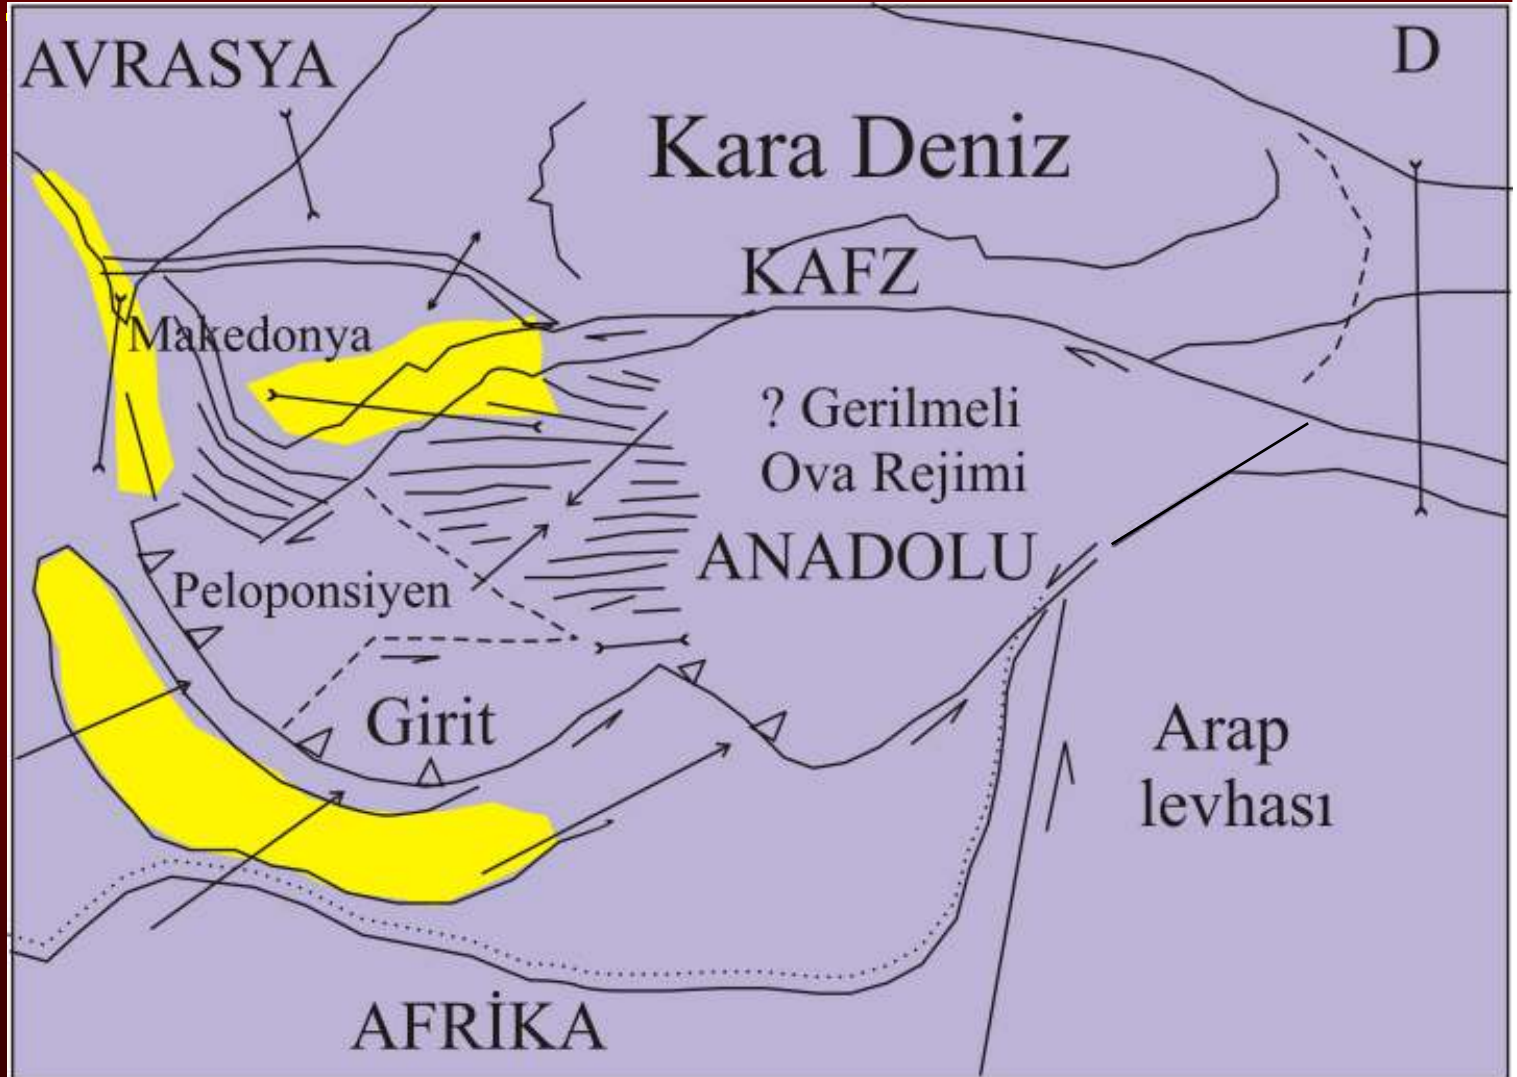 AVRASYA
D
Kara Deniz
KAFZ
Makedonya
? Gerilmeli
Ova Rejimi
ANADOLU
Peloponsiyen
Girit
Arap
levhası
AFRİKA